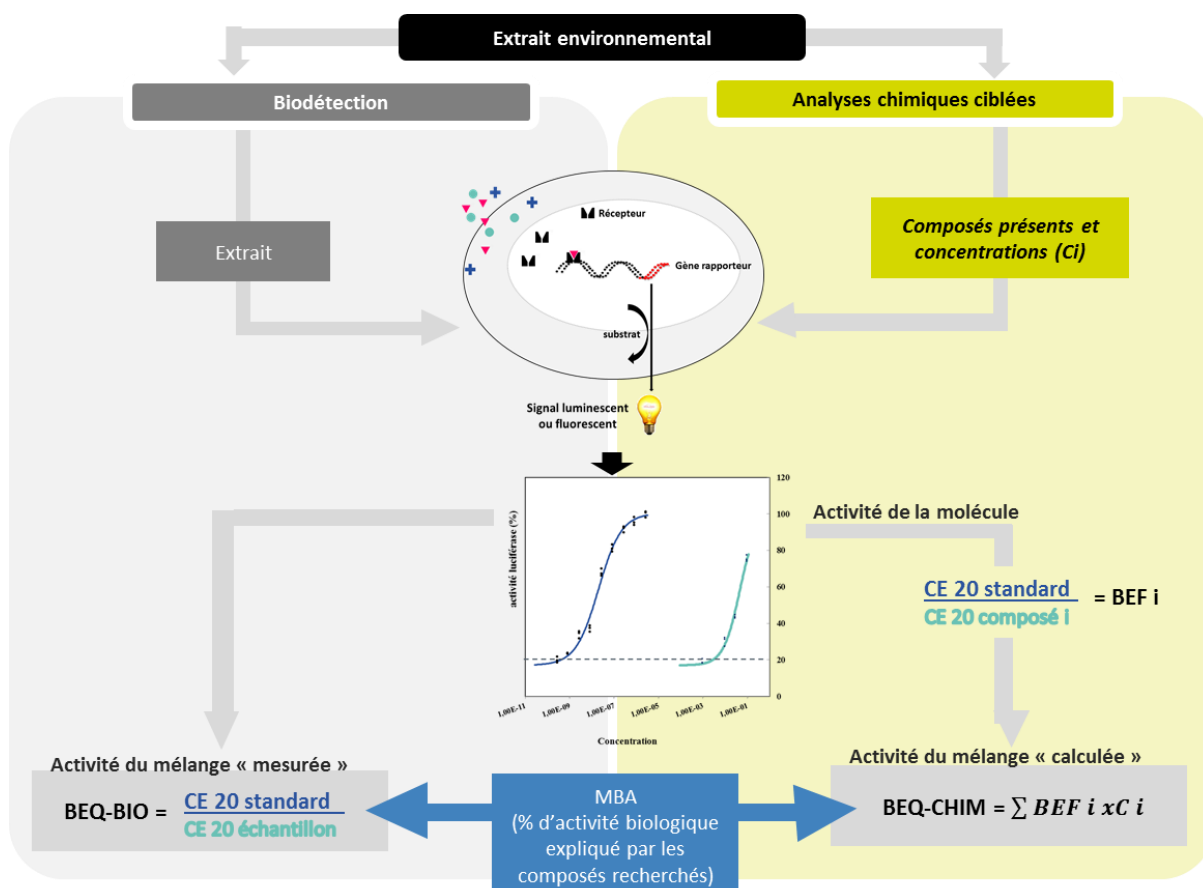 Extrait environnemental
Biodétection
Analyses chimiques ciblées
Extrait
Récepteur
Gène rapporteur
substrat
Composés présents et
concentrations (Ci)
Signal luminescent
ou fluorescent
activité luciférase (%)
120
100
80
60
40
20
0
1,00E-11
1,00E-09
1,00E-07
1,00E-05
1,00E-03
1,00E-01
Concentration
Activité de la molécule
CE 20 standard
CE 20 composé i
= BEF i
Activité du mélange « mesurée »
BEQ-BIO =
CE 20 standard
CE 20 échantillon
MBA
(% d’activité biologique
expliqué par les
composés recherchés)
Activité du mélange « calculée »
BEQ-CHIM = ∑ BEF i xC i